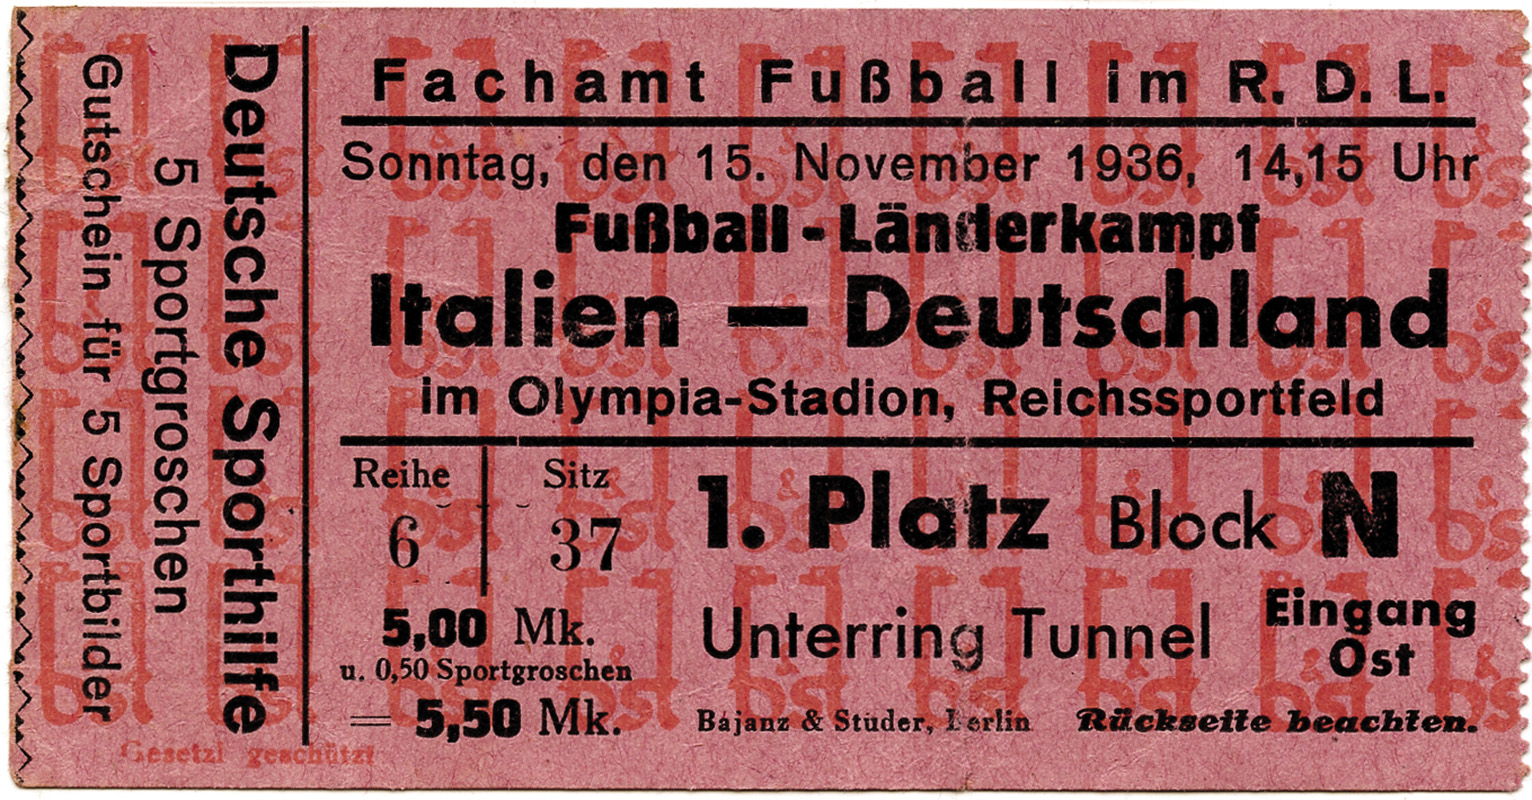 Deutsche Sporthilfe
5 Sportgroschen
Gutschein für 5 Sportbilder
Gesetzl geschützt
Fachamt Fußball im R. D. L.
Sonntag, den 15. November 1936, 14,15 Uhr
Fußball-Länderkampf
Italien — Deutschland
im Olympia-Stadion, Reichssportfeld
Reihe Sitz
6 37
1. Platz Block N
5,00 Mk.
u. 0,50 Sportgroschen
= 5,50 Mk.
Unterring Tunnel
Eingang
Ost
Bajanz & Studer, Berlin
Rückseite beachten.